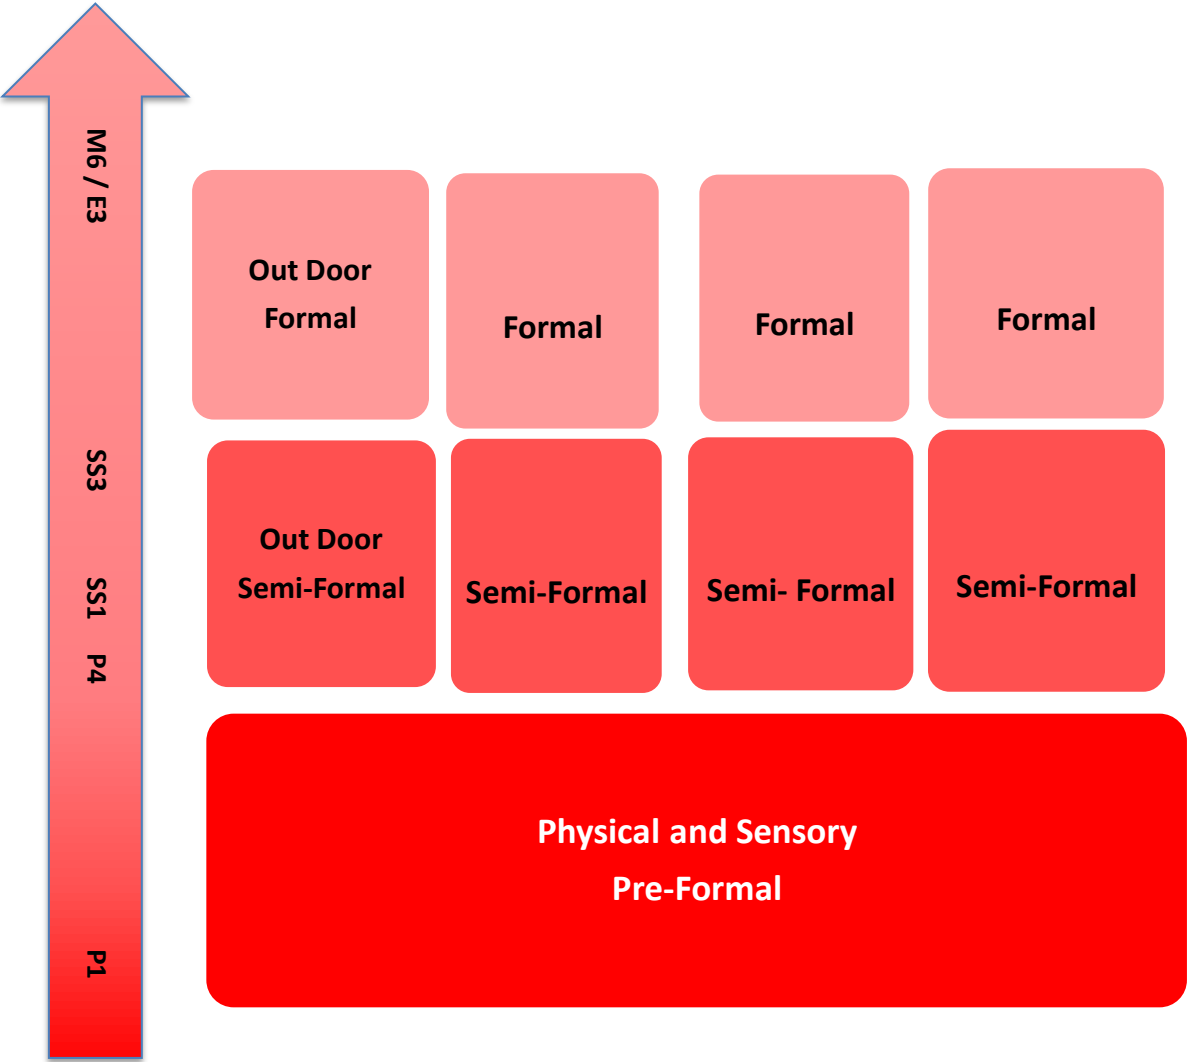 M6 / E3
SS3
SS1
P4
P1
Out Door
Formal
Formal
Formal
Formal
Out Door
Semi-Formal
Semi-Formal
Semi- Formal
Semi-Formal
Physical and Sensory
Pre-Formal